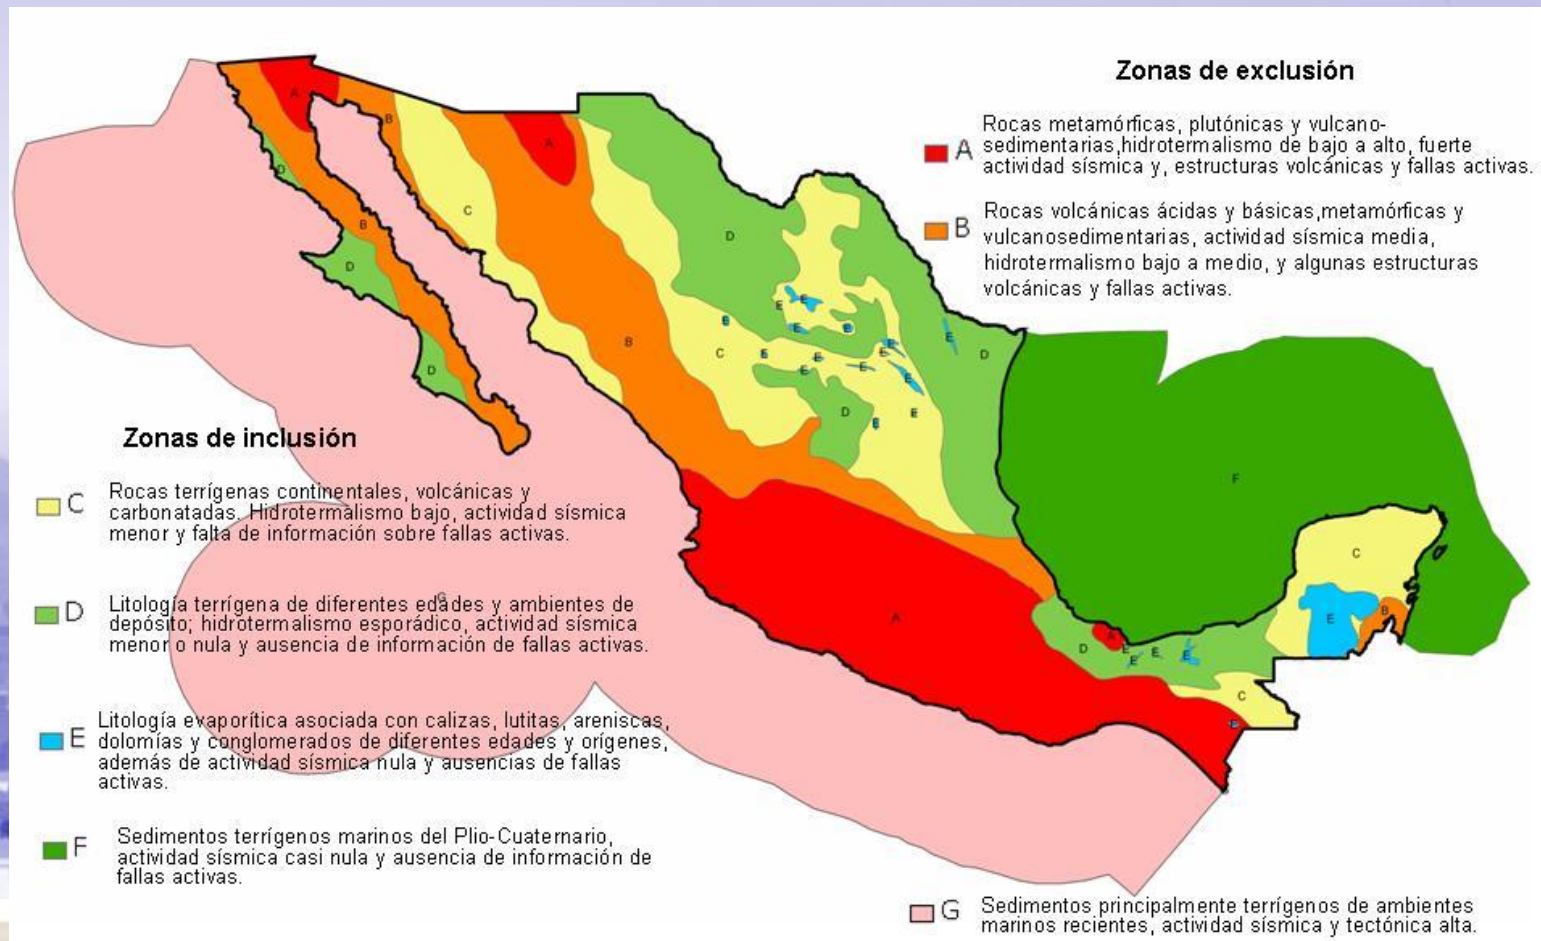 Zonas de exclusión
A Rocas metamórficas, plutónicas y vulcano-
sedimentarias,hidrotermalismo de bajo a alto, fuerte
actividad sísmica y, estructuras volcánicas y fallas activas.
B Rocas volcánicas ácidas y básicas,metamórficas y
vulcanosedimentarias, actividad sísmica media,
hidrotermalismo bajo a medio, y algunas estructuras
volcánicas y fallas activas.
A
B
A
D
C
D
B
D
E
E
E
E
E
E
E
D
B
C
E
E
E
E
E
D
E
D
E
E
Zonas de inclusión
C Rocas terrígenas continentales, volcánicas y
carbonatadas. Hidrotermalismo bajo, actividad sísmica
menor y falta de información sobre fallas activas.
F
C
G
D Litología terrígena de diferentes edades y ambientes de
depósito; hidrotermalismo esporádico, actividad sísmica
menor o nula y ausencia de información de fallas activas.
A
B
E
A
D
E
E
E
E
C
E
E Litología evaporítica asociada con calizas, lutitas, areniscas,
dolomías y conglomerados de diferentes edades y orígenes,
además de actividad sísmica nula y ausencias de fallas
activas.
F Sedimentos terrígenos marinos del Plio-Cuaternario,
actividad sísmica casi nula y ausencia de información de
fallas activas.
G Sedimentos principalmente terrígenos de ambientes
marinos recientes, actividad sísmica y tectónica alta.